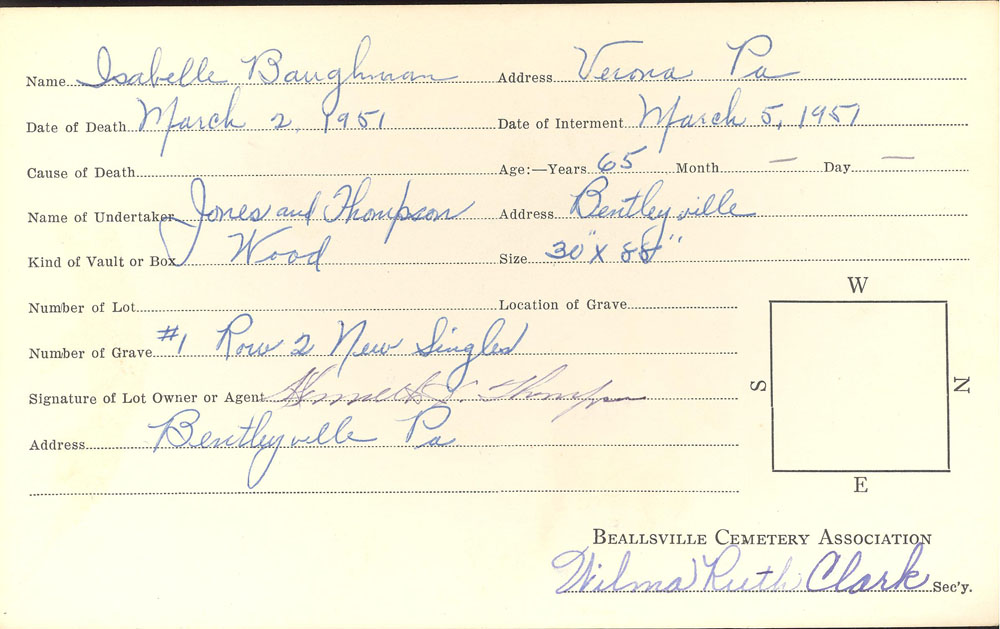 Name Isabelle Baughman Address Verona Pa
Date of Death March 2, 1951 Date of Interment March 5, 1951
Cause of Death Age:—Years 65 Month — Day —
Name of Undertaker Jones and Thompson Address Bentleyville
Kind of Vault or Box Wood Size 30" X 88"
W
Number of Lot Location of Grave
Number of Grave #1 Row 2 New Singles
Signature of Lot Owner or Agent Thompson
S N
Address Bentleyville Pa
E
BEALLSVILLE CEMETERY ASSOCIATION
Wilma Ruth Clark Sec'y.